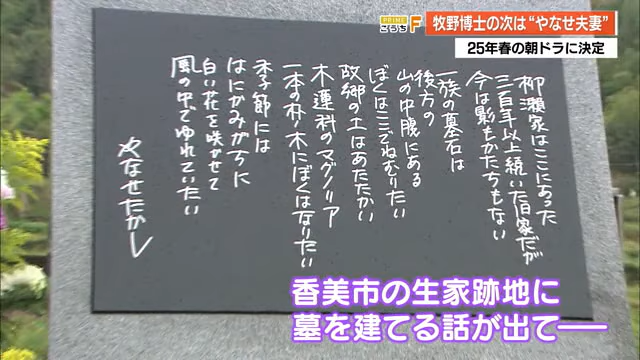 PRIME
こうち
F
牧野博士の次は“やなせ夫妻”
25年春の朝ドラに決定
柳瀬家はここにあった
三百年以上続いた旧家だが
今は影もかたちもない
一族の墓石は
後方の
山の中腹にある
ぼくはここでねむりたい
故郷の土はあたたかい
木蓮科のマグノリア
一本の朴ノ木にぼくはなりたい
季節には
はにかみがちに
白い花を咲かせて
風の中でゆれていたい
やなせたかし
香美市の生家跡地に
墓を建てる話が出て――